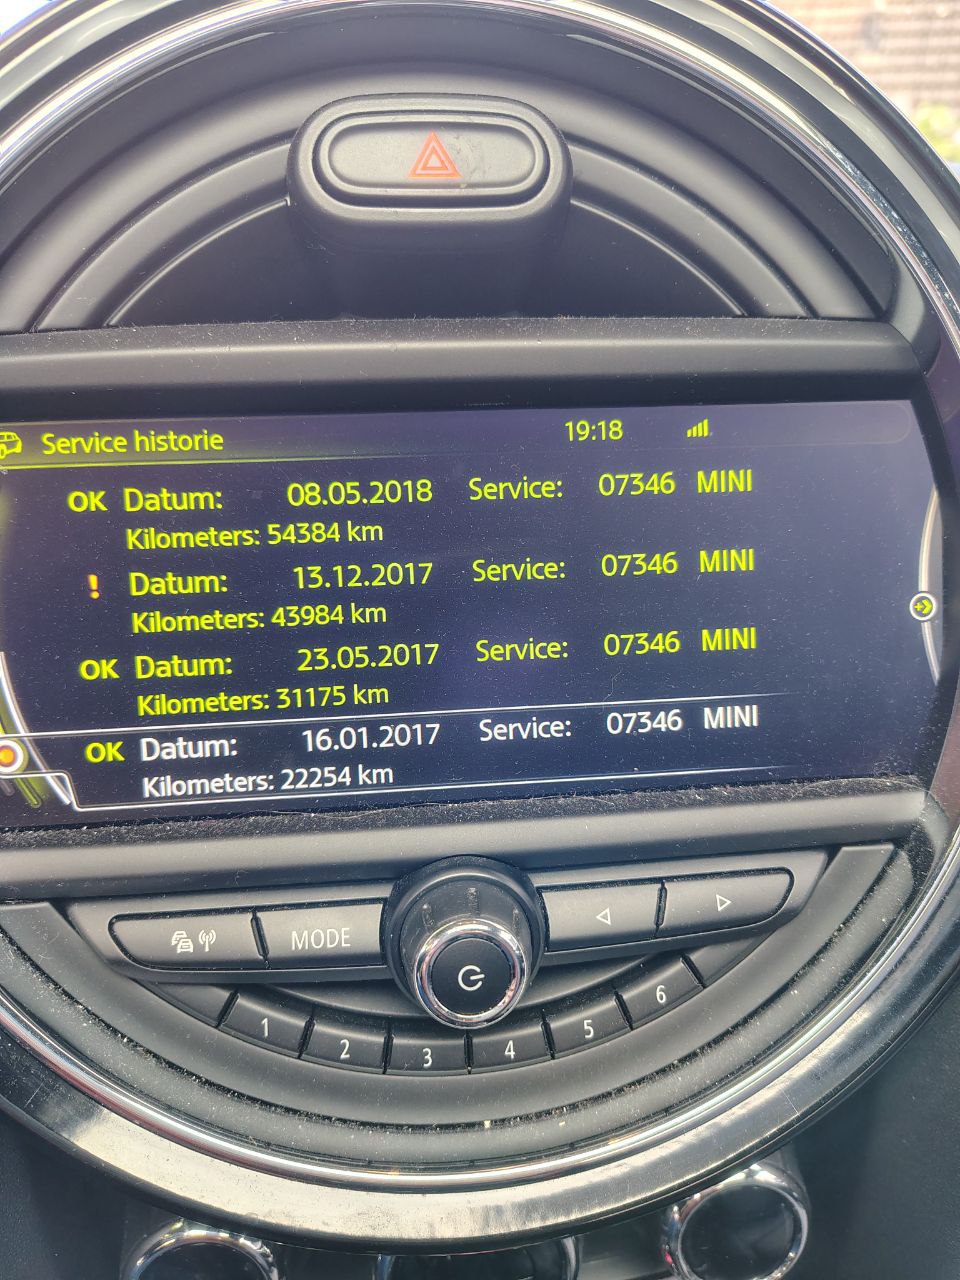 Service historie 19:18
OK Datum: 08.05.2018 Service: 07346 MINI
Kilometers: 54384 km
! Datum: 13.12.2017 Service: 07346 MINI
Kilometers: 43984 km
OK Datum: 23.05.2017 Service: 07346 MINI
Kilometers: 31175 km
OK Datum: 16.01.2017 Service: 07346 MINI
Kilometers: 22254 km
MODE
1 2 3 4 5 6